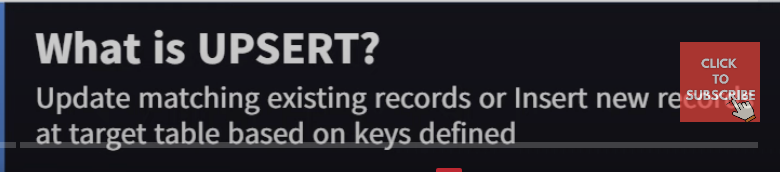 What is UPSERT?
Update matching existing records or Insert new records
at target table based on keys defined
CLICK
TO
SUBSCRIBE